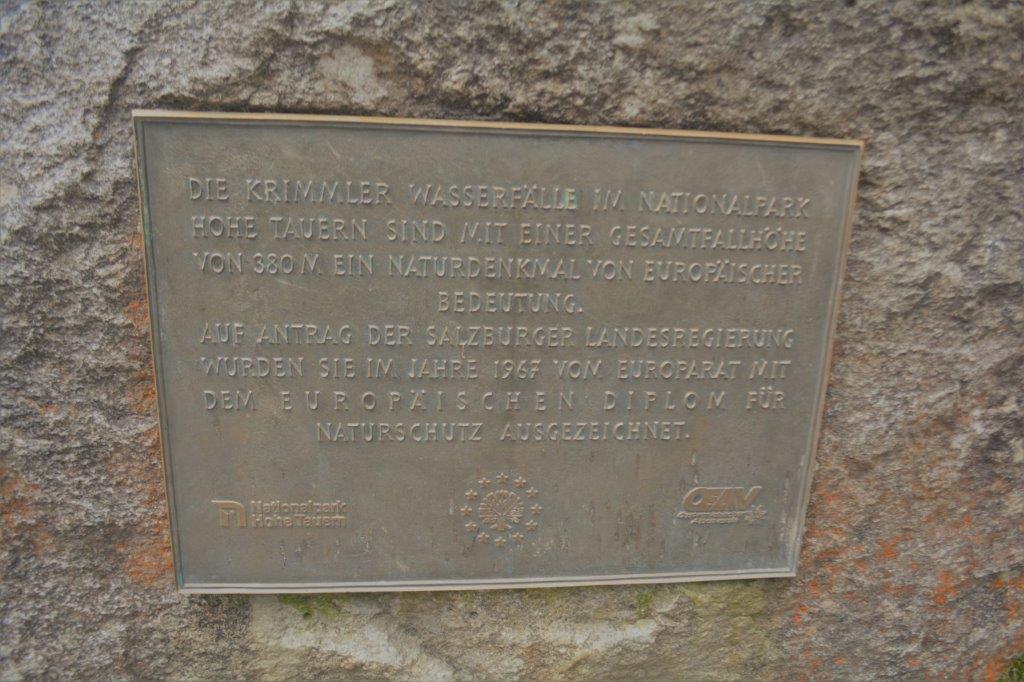 DIE KRIMMLER WASSERFÄLLE IM NATIONALPARK
HOHE TAUERN SIND MIT EINER GESAMTFALLHÖHE
VON 380 M EIN NATURDENKMAL VON EUROPÄISCHER
BEDEUTUNG.
AUF ANTRAG DER SALZBURGER LANDESREGIERUNG
WURDEN SIE IM JAHRE 1967 VOM EUROPARAT MIT
DEM EUROPÄISCHEN DIPLOM FÜR
NATURSCHUTZ AUSGEZEICHNET.
Nationalpark
Hohe Tauern
OEAV